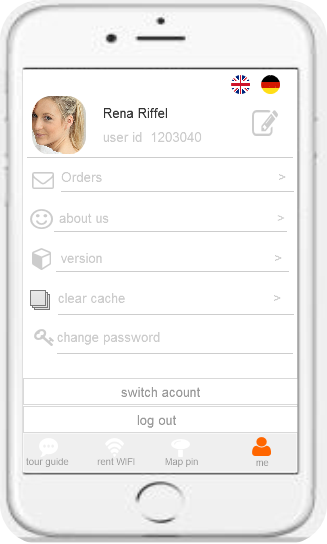 Rena Riffel
user id 1203040
Orders >
about us >
version >
clear cache >
change password
switch acount
log out
tour guide rent WIFI Map pin me